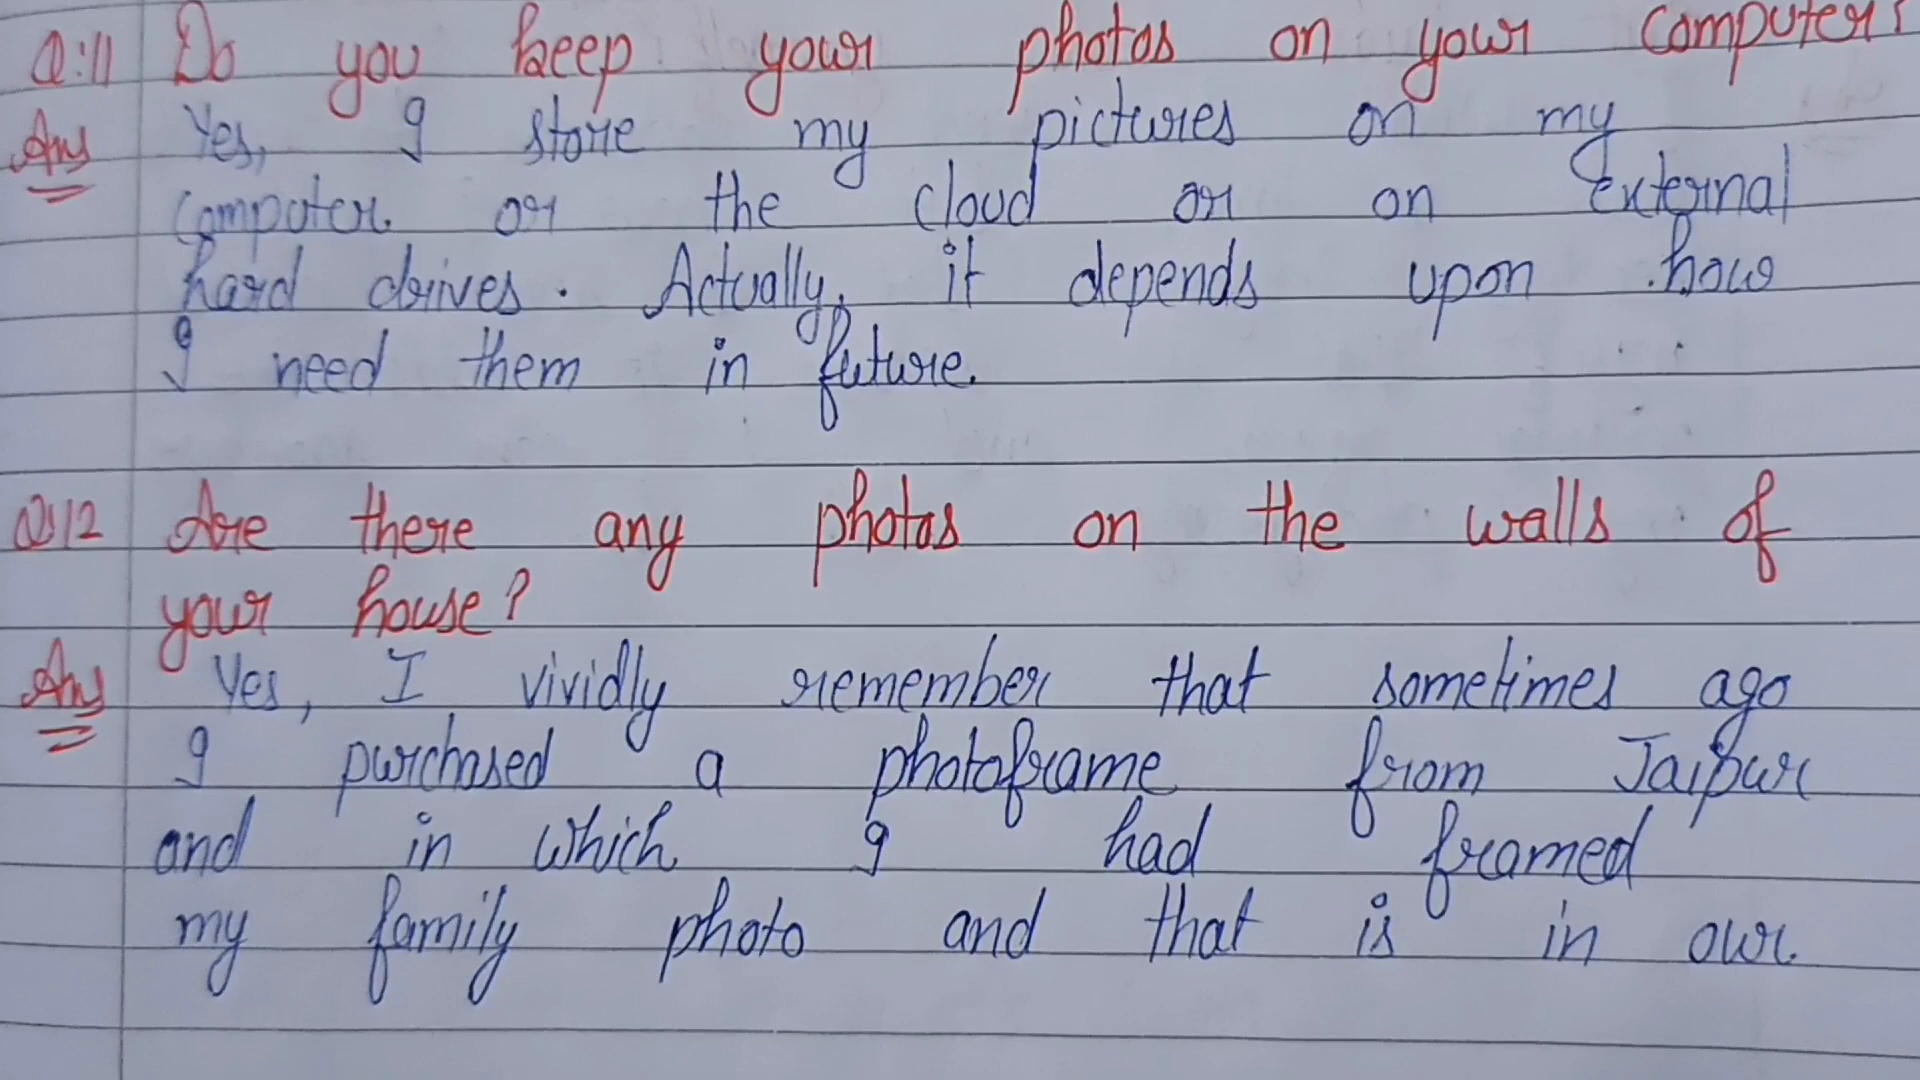 Q:11 Do you keep your photos on your computer?
Ans Yes, I store my pictures on my
computer or the cloud or on External
hard drives. Actually, it depends upon how
I need them in future.
Q:12 Are there any photos on the walls of
your house?
Ans Yes, I vividly remember that sometimes ago
I purchased a photoframe from Jaipur
and in which I had framed
my family photo and that is in our